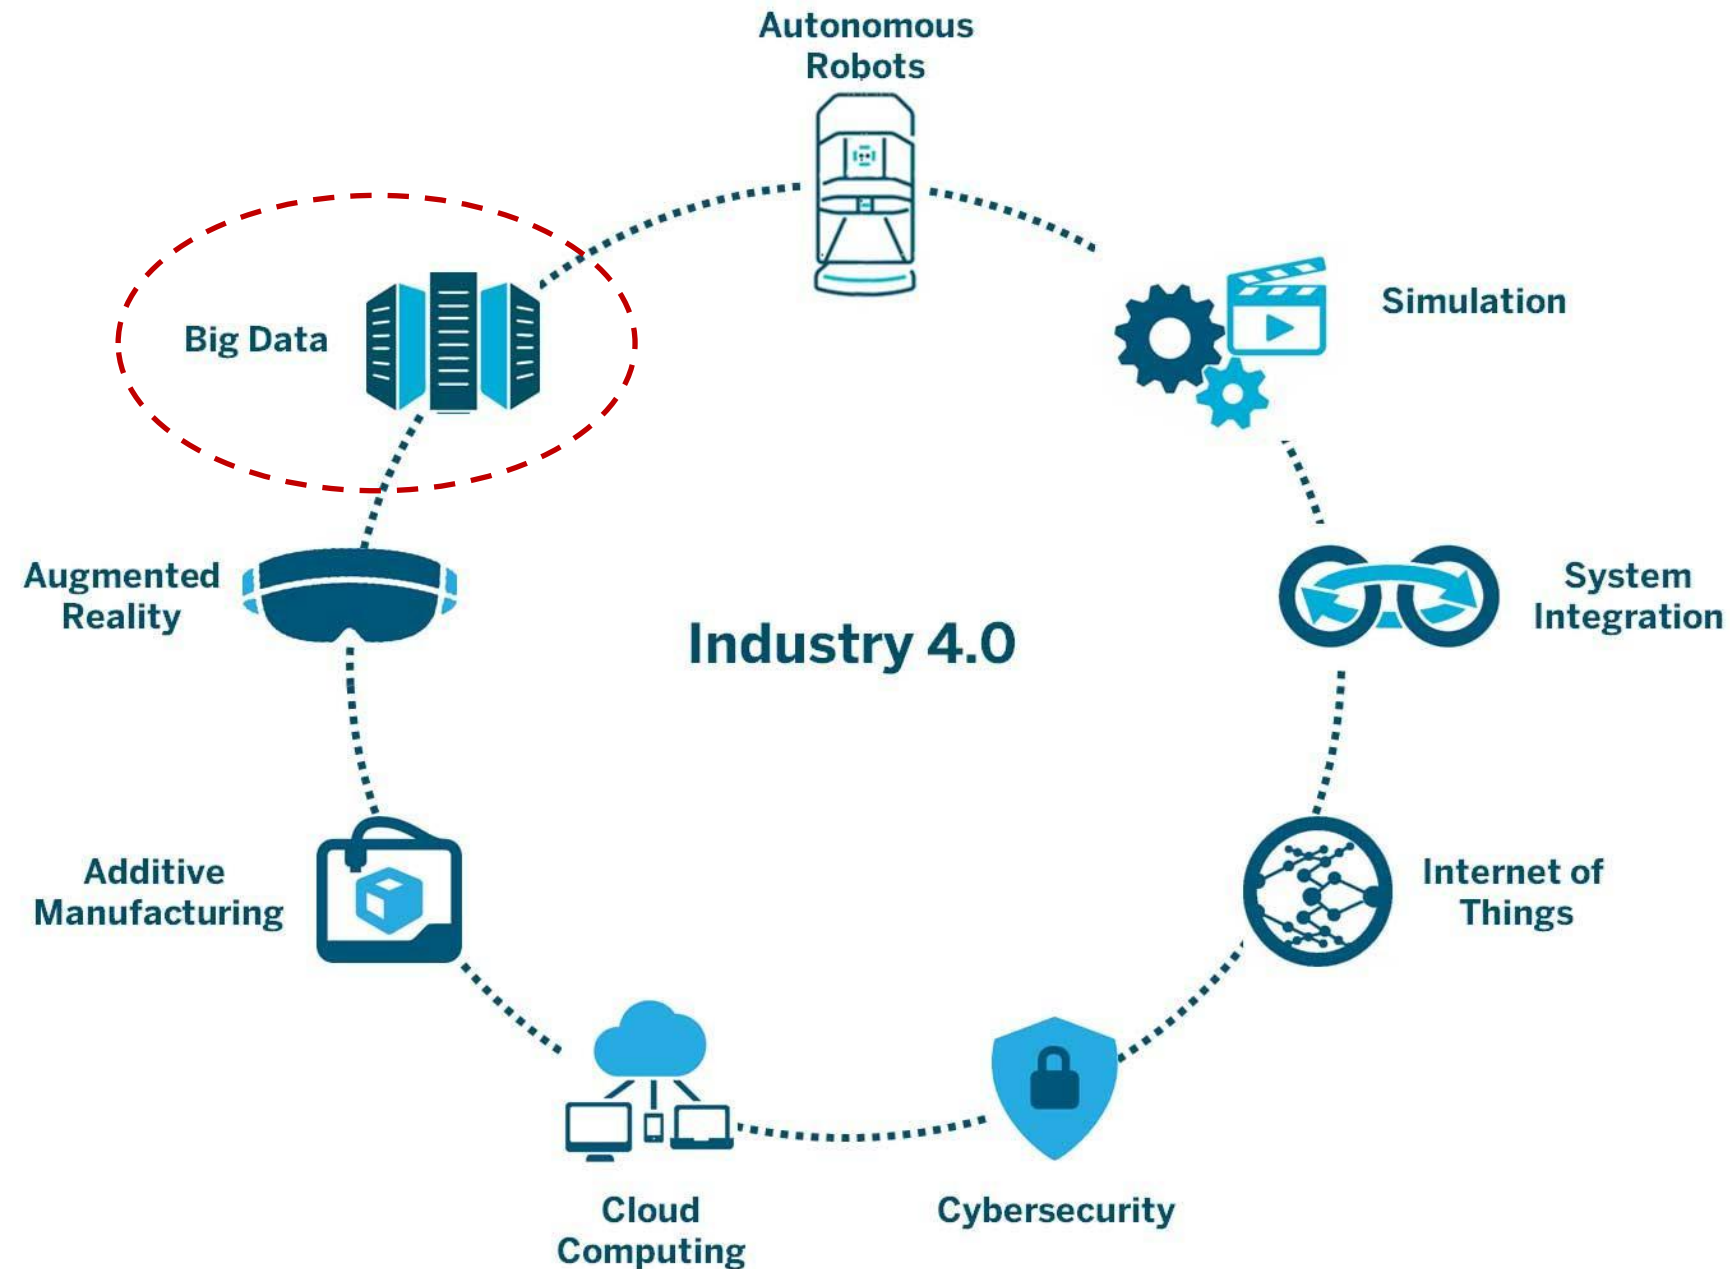 Autonomous
Robots
Big Data
Simulation
Augmented
Reality
System
Integration
Industry 4.0
Additive
Manufacturing
Internet of
Things
Cloud
Computing
Cybersecurity